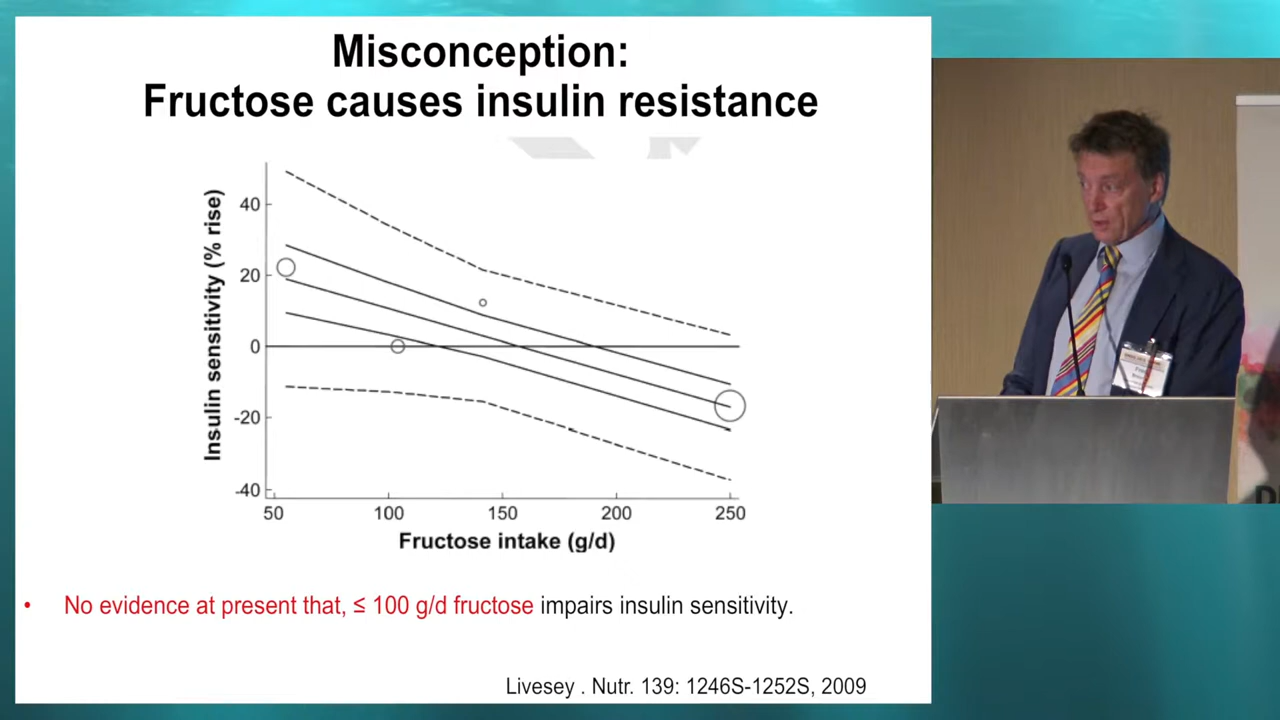 Misconception:
Fructose causes insulin resistance
Insulin sensitivity (% rise)
40
20
0
-20
-40
50 100 150 200 250
Fructose intake (g/d)
• No evidence at present that, ≤ 100 g/d fructose impairs insulin sensitivity.
Livesey . Nutr. 139: 1246S-1252S, 2009